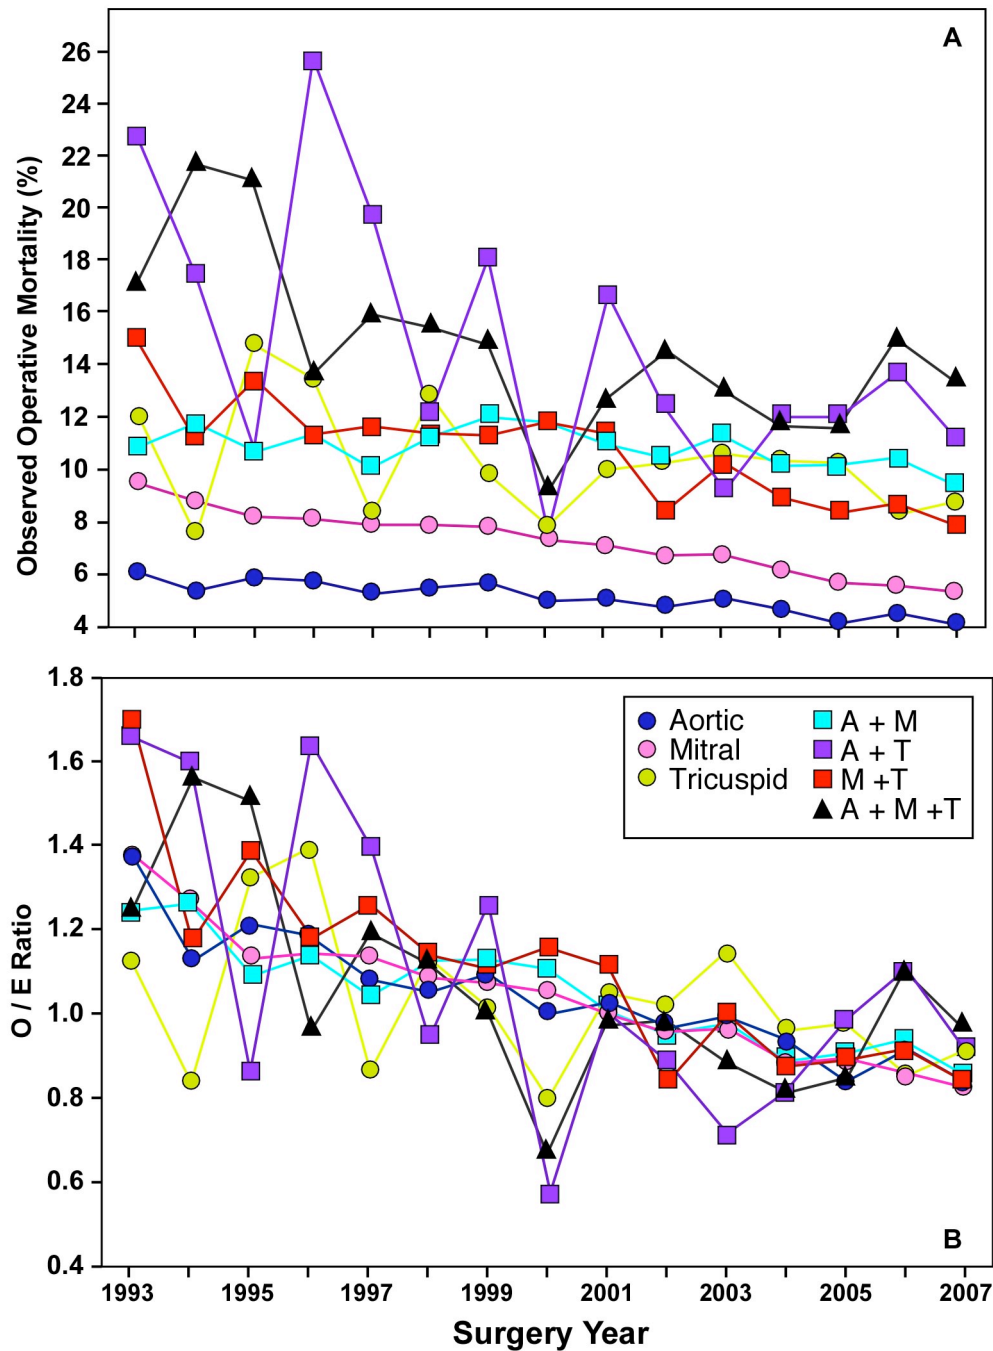 A
Observed Operative Mortality (%)
26
24
22
20
18
16
14
12
10
8
6
4
B
O / E Ratio
1.8
1.6
1.4
1.2
1.0
0.8
0.6
0.4
Aortic
Mitral
Tricuspid
A + M
A + T
M +T
A + M +T
1993 1995 1997 1999 2001 2003 2005 2007
Surgery Year